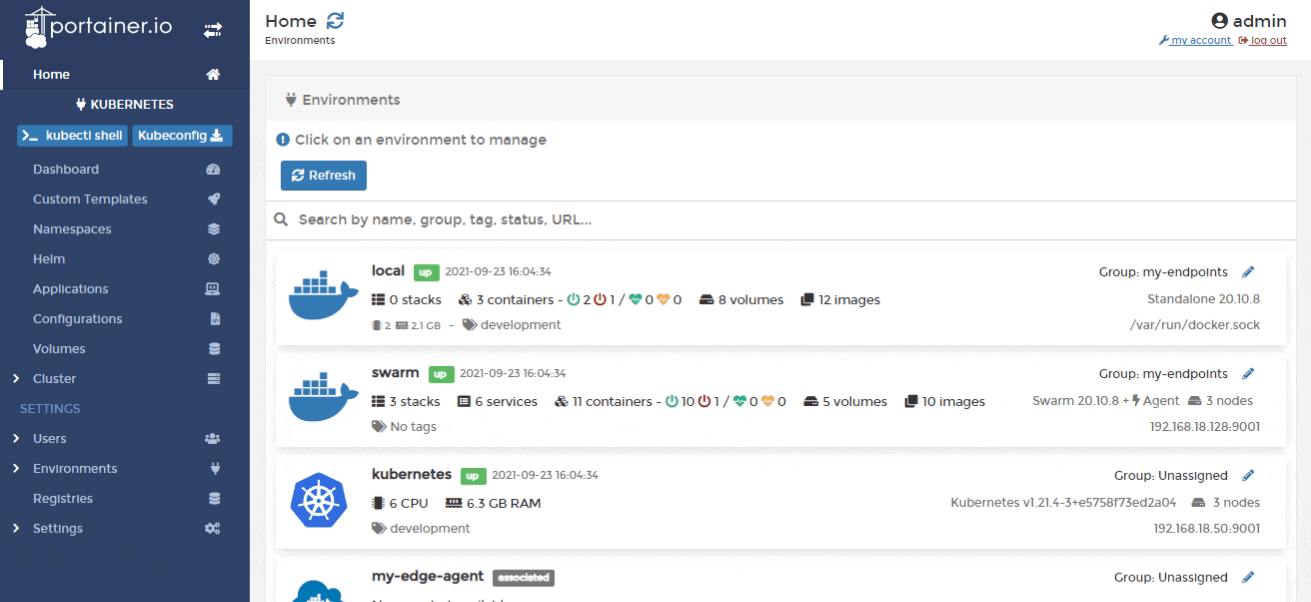 portainer.io
Home
KUBERNETES
kubectl shell
Kubeconfig
Dashboard
Custom Templates
Namespaces
Helm
Applications
Configurations
Volumes
Cluster
SETTINGS
Users
Environments
Registries
Settings
Home
Environments
admin
my account log out
Environments
Click on an environment to manage
Refresh
Search by name, group, tag, status, URL...
local up 2021-09-23 16:04:34
Group: my-endpoints
0 stacks 3 containers - 2 1 / 0 0 8 volumes 12 images
Standalone 20.10.8
2 2.1 GB - development
/var/run/docker.sock
swarm up 2021-09-23 16:04:34
Group: my-endpoints
3 stacks 6 services 11 containers - 10 1 / 0 0 5 volumes 10 images
Swarm 20.10.8 + Agent 3 nodes
No tags
192.168.18.128:9001
kubernetes up 2021-09-23 16:04:34
Group: Unassigned
6 CPU 6.3 GB RAM
Kubernetes v1.21.4-3+e5758f73ed2a04 3 nodes
development
192.168.18.50:9001
my-edge-agent associated
Group: Unassigned